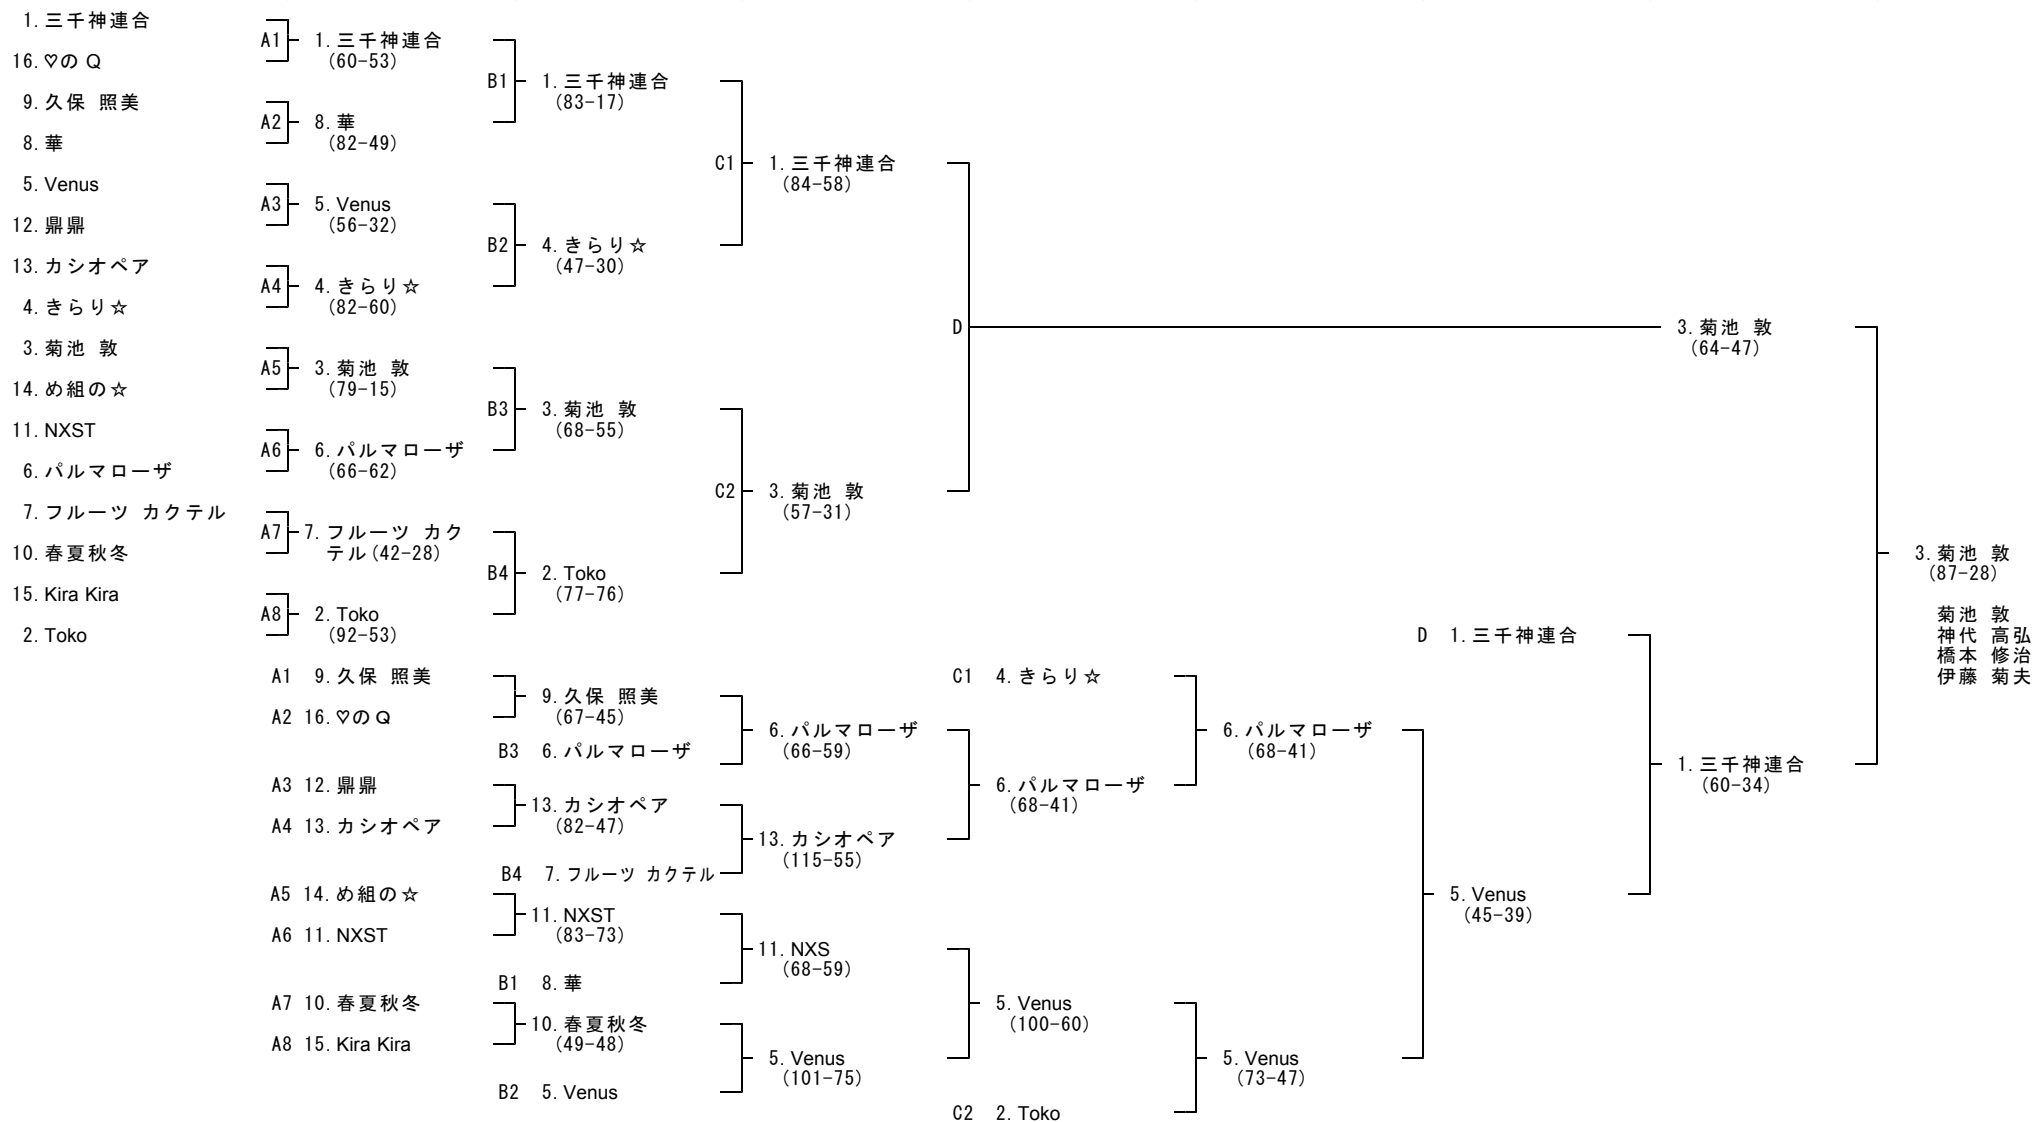 1. 三千神連合
16. ♡の Q
9. 久保 照美
8. 華
5. Venus
12. 鼎鼎
13. カシオペア
4. きらり☆
3. 菊池 敦
14. め組の☆
11. NXST
6. パルマローザ
7. フルーツ カクテル
10. 春夏秋冬
15. Kira Kira
2. Toko
A1 1. 三千神連合
(60-53)
A2 8. 華
(82-49)
A3 5. Venus
(56-32)
A4 4. きらり☆
(82-60)
A5 3. 菊池 敦
(79-15)
A6 6. パルマローザ
(66-62)
A7 7. フルーツ カク
テル(42-28)
A8 2. Toko
(92-53)
B1 1. 三千神連合
(83-17)
B2 4. きらり☆
(47-30)
B3 3. 菊池 敦
(68-55)
B4 2. Toko
(77-76)
C1 1. 三千神連合
(84-58)
C2 3. 菊池 敦
(57-31)
D 3. 菊池 敦
(64-47)
A1 9. 久保 照美
A2 16. ♡の Q
9. 久保 照美
(67-45)
B3 6. パルマローザ
A3 12. 鼎鼎
A4 13. カシオペア
13. カシオペア
(82-47)
B4 7. フルーツ カクテル
A5 14. め組の☆
A6 11. NXST
11. NXST
(83-73)
B1 8. 華
A7 10. 春夏秋冬
A8 15. Kira Kira
10. 春夏秋冬
(49-48)
B2 5. Venus
6. パルマローザ
(66-59)
13. カシオペア
(115-55)
11. NXS
(68-59)
5. Venus
(101-75)
C1 4. きらり☆
6. パルマローザ
(68-41)
5. Venus
(100-60)
C2 2. Toko
6. パルマローザ
(68-41)
5. Venus
(73-47)
D 1. 三千神連合
5. Venus
(45-39)
1. 三千神連合
(60-34)
3. 菊池 敦
(87-28)
菊池 敦
神代 高弘
橋本 修治
伊藤 菊夫